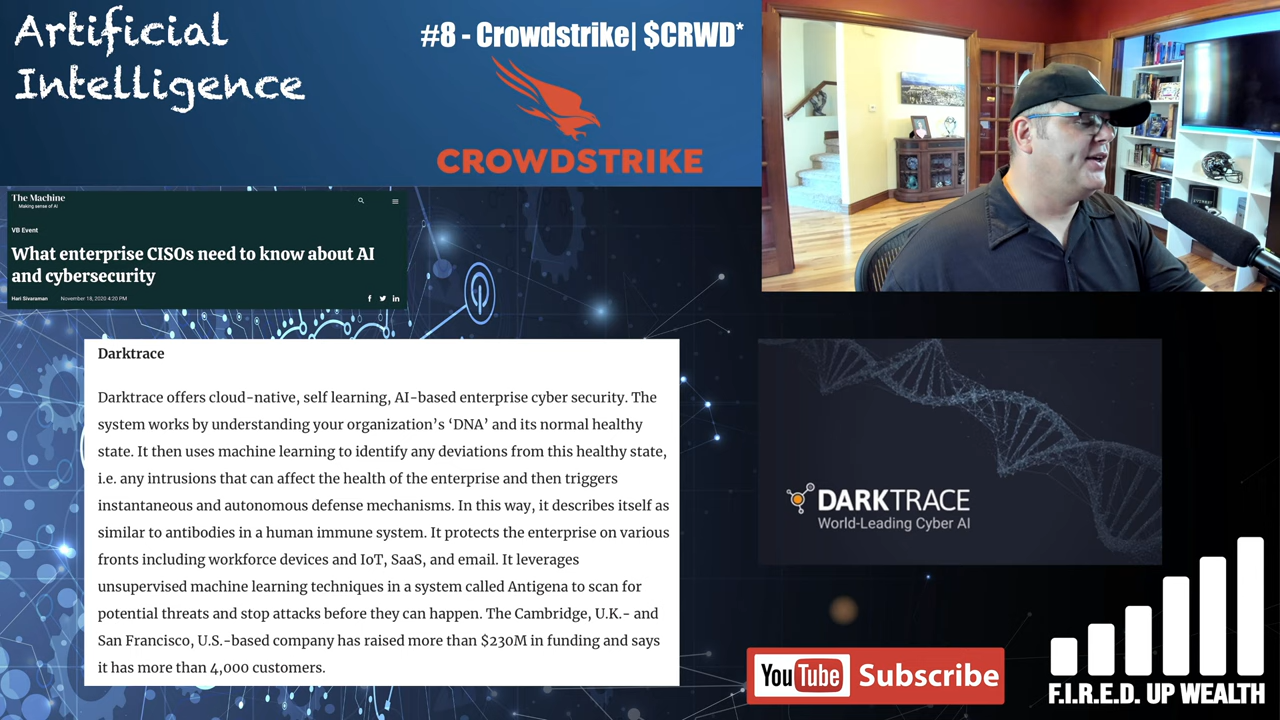 Artificial
Intelligence
#8 - Crowdstrike| $CRWD*
CROWDSTRIKE
The Machine
Making sense of AI
VB Event
What enterprise CISOs need to know about AI
and cybersecurity
Hari Sivaraman November 18, 2020 4:20 PM
Darktrace
Darktrace offers cloud-native, self learning, AI-based enterprise cyber security. The
system works by understanding your organization’s ‘DNA’ and its normal healthy
state. It then uses machine learning to identify any deviations from this healthy state,
i.e. any intrusions that can affect the health of the enterprise and then triggers
instantaneous and autonomous defense mechanisms. In this way, it describes itself as
similar to antibodies in a human immune system. It protects the enterprise on various
fronts including workforce devices and IoT, SaaS, and email. It leverages
unsupervised machine learning techniques in a system called Antigena to scan for
potential threats and stop attacks before they can happen. The Cambridge, U.K.- and
San Francisco, U.S.-based company has raised more than $230M in funding and says
it has more than 4,000 customers.
DARKTRACE
World-Leading Cyber AI
YouTube Subscribe
F.I.R.E.D. UP WEALTH